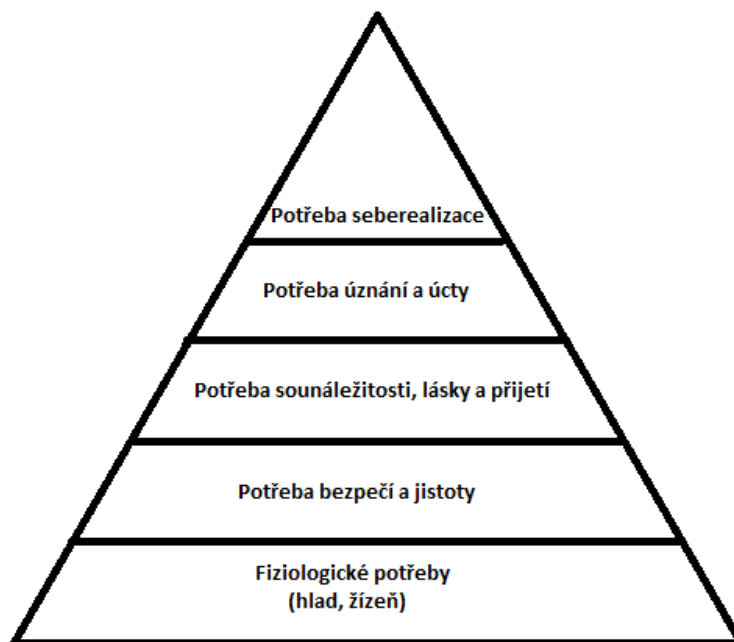 Potřeba seberealizace
Potřeba úznání a úcty
Potřeba sounáležitosti, lásky a přijetí
Potřeba bezpečí a jistoty
Fiziologické potřeby
(hlad, žízeň)